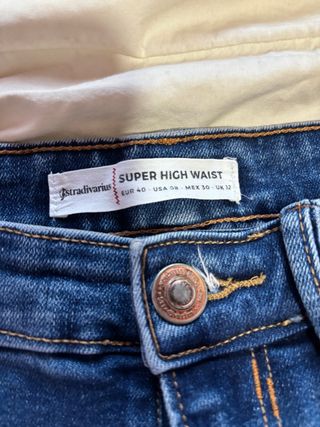 stradivarius
SUPER HIGH WAIST
EUR 40 - USA 08 - MEX 30 - UK 12